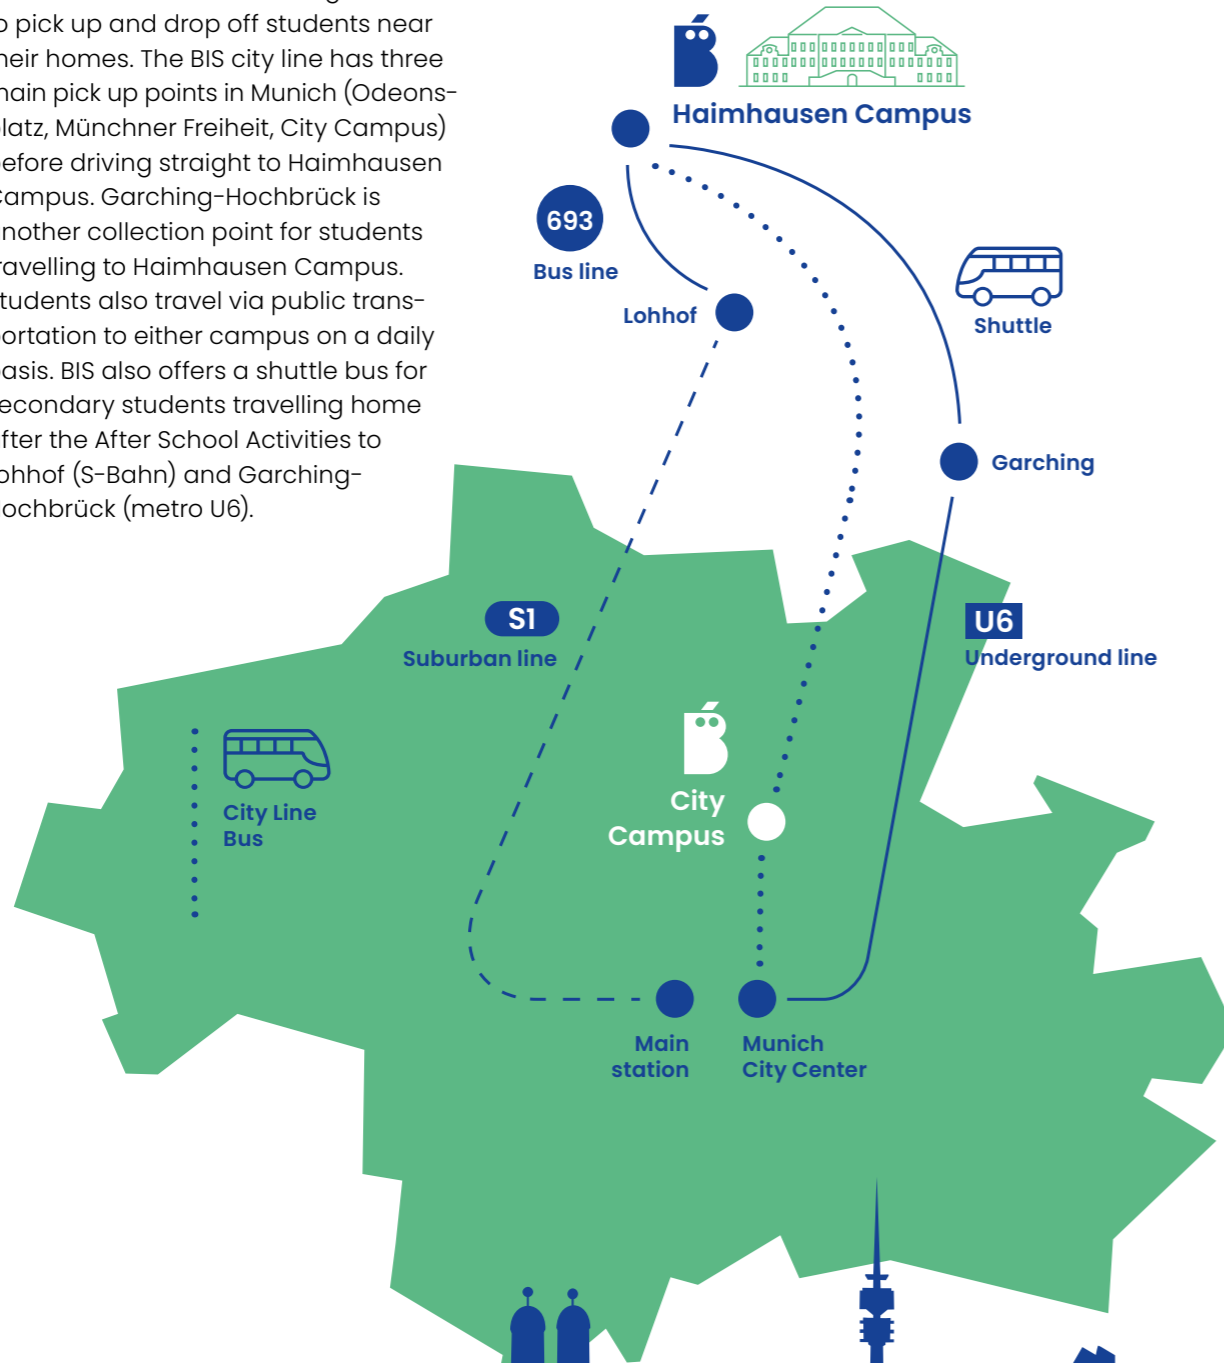 o pick up and drop off students near
heir homes. The BIS city line has three
nain pick up points in Munich (Odeons-
latz, Münchner Freiheit, City Campus)
efore driving straight to Haimhausen
Campus. Garching-Hochbrück is
nother collection point for students
ravelling to Haimhausen Campus.
tudents also travel via public trans-
ortation to either campus on a daily
asis. BIS also offers a shuttle bus for
econdary students travelling home
fter the After School Activities to
ohhof (S-Bahn) and Garching-
ochbrück (metro U6).
Haimhausen Campus
693
Bus line
Lohhof
Shuttle
Garching
S1
Suburban line
U6
Underground line
City Line
Bus
City
Campus
Main
station
Munich
City Center